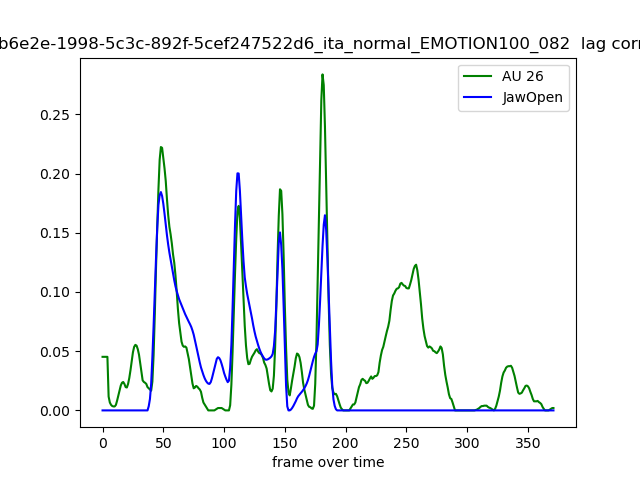 b6e2e-1998-5c3c-892f-5cef247522d6_ita_normal_EMOTION100_082 lag corr
AU 26
JawOpen
0.25
0.20
0.15
0.10
0.05
0.00
0 50 100 150 200 250 300 350
frame over time